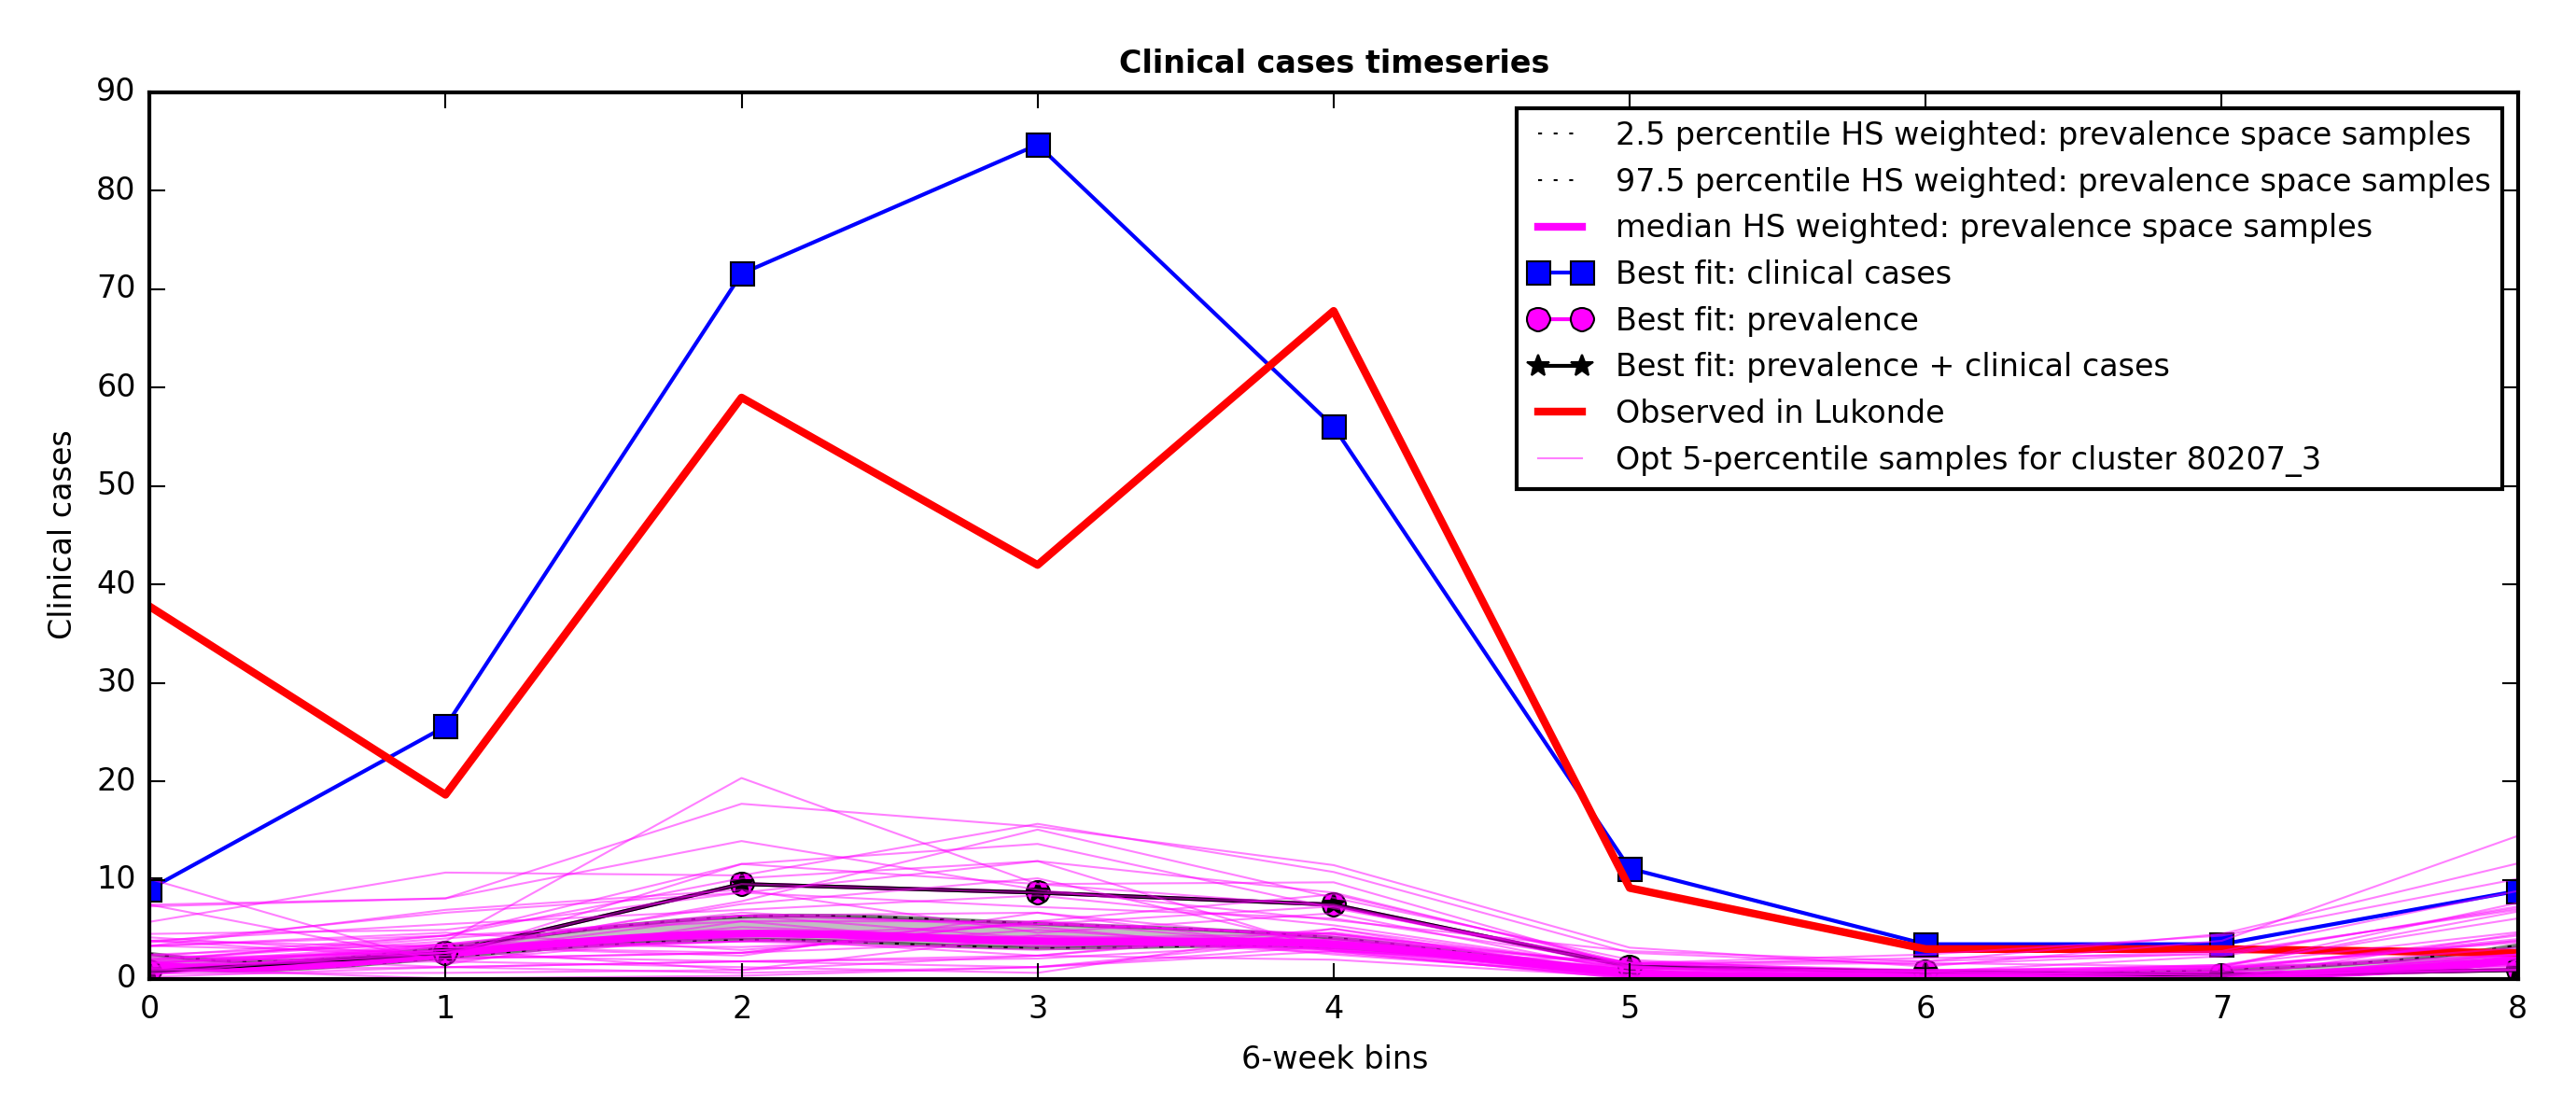 Clinical cases timeseries
90
80
70
60
50
40
30
20
10
0
Clinical cases
2.5 percentile HS weighted: prevalence space samples
97.5 percentile HS weighted: prevalence space samples
median HS weighted: prevalence space samples
Best fit: clinical cases
Best fit: prevalence
Best fit: prevalence + clinical cases
Observed in Lukonde
Opt 5-percentile samples for cluster 80207_3
0 1 2 3 4 5 6 7 8
6-week bins